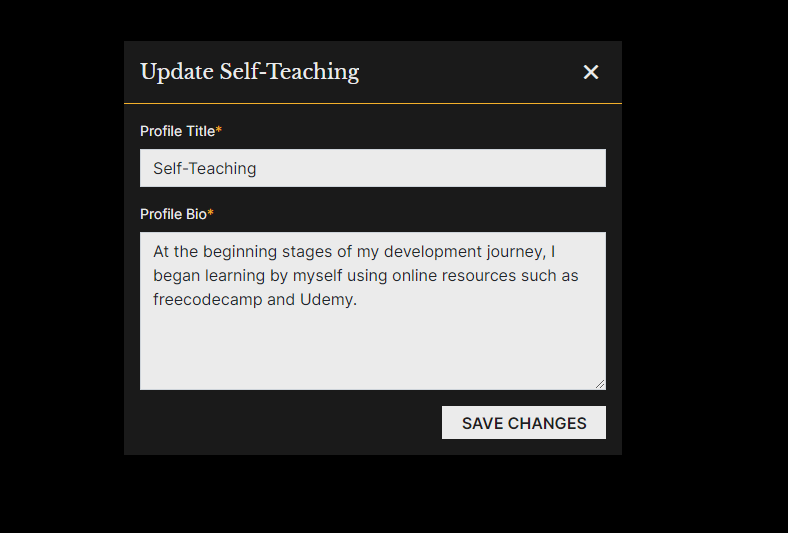 Update Self-Teaching
Profile Title*
Self-Teaching
Profile Bio*
At the beginning stages of my development journey, I
began learning by myself using online resources such as
freecodecamp and Udemy.
SAVE CHANGES